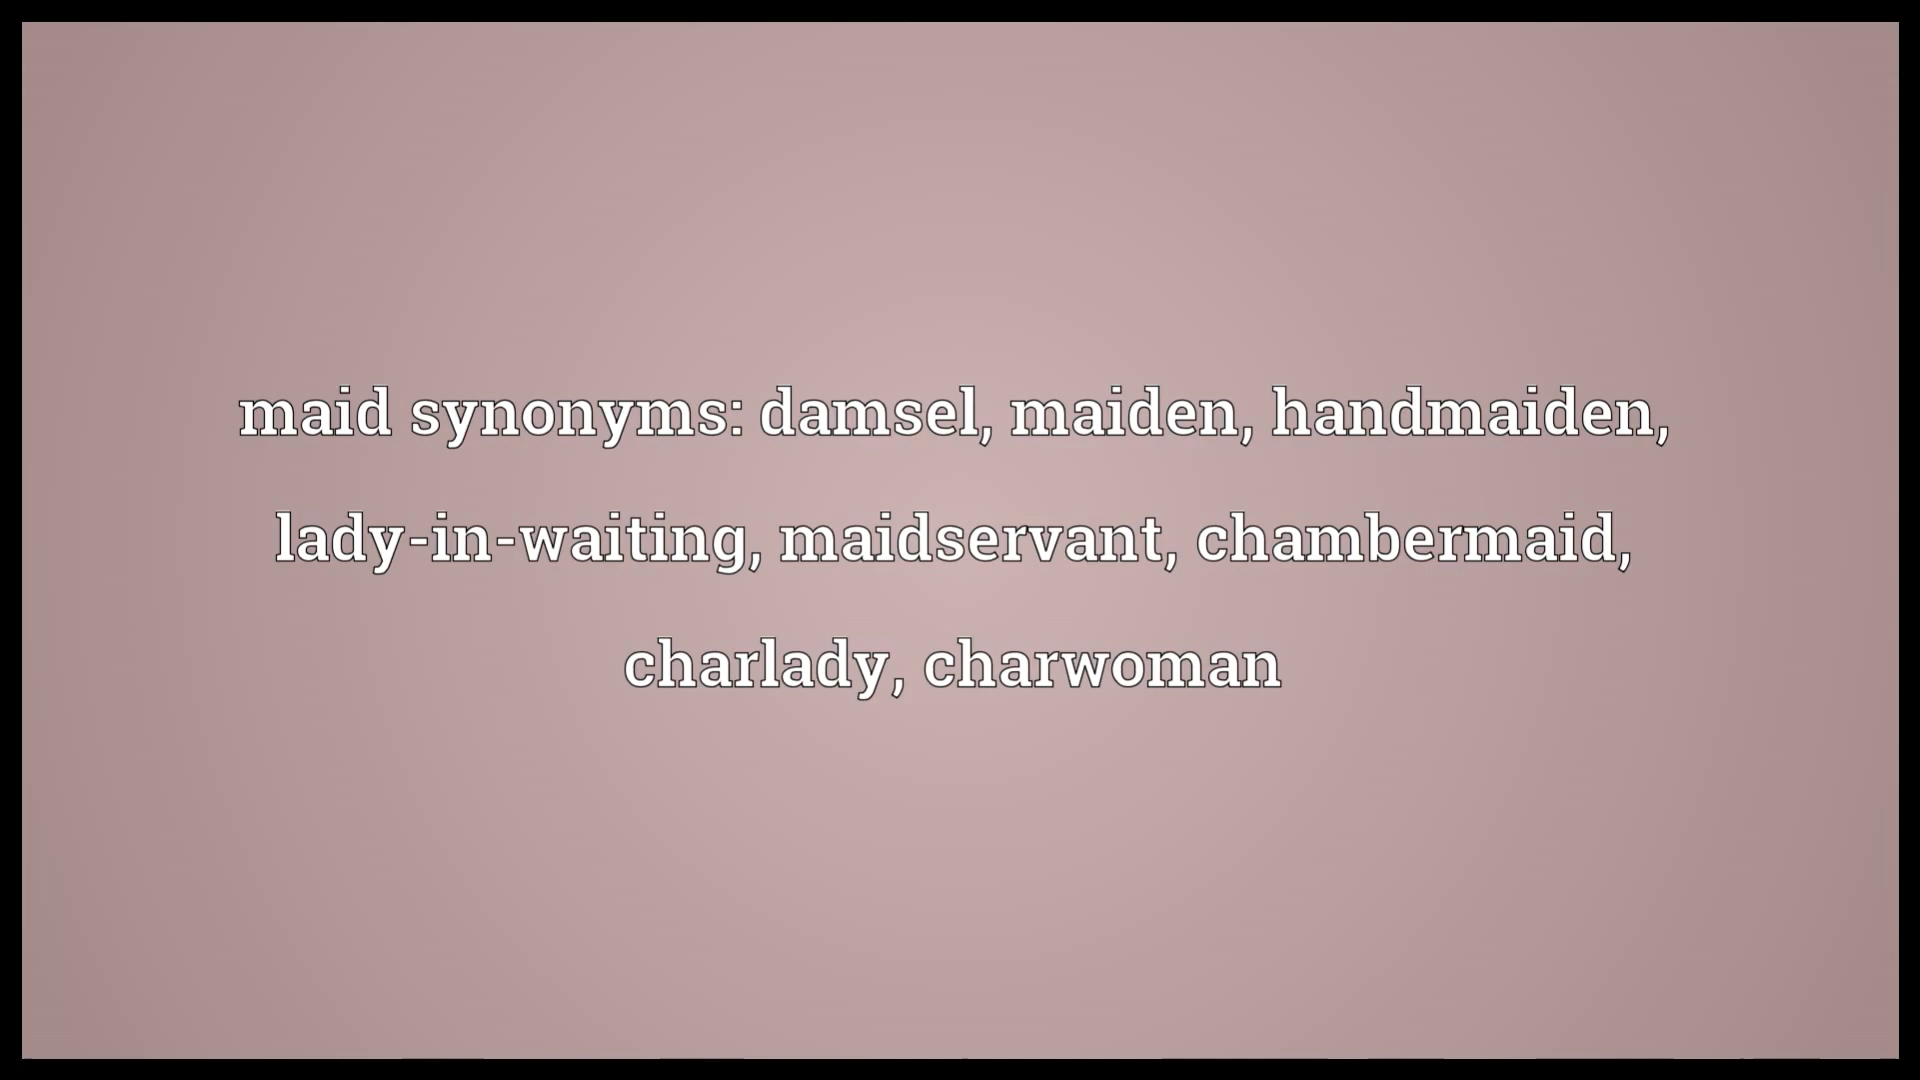 maid synonyms: damsel, maiden, handmaiden,
lady-in-waiting, maidservant, chambermaid,
charlady, charwoman